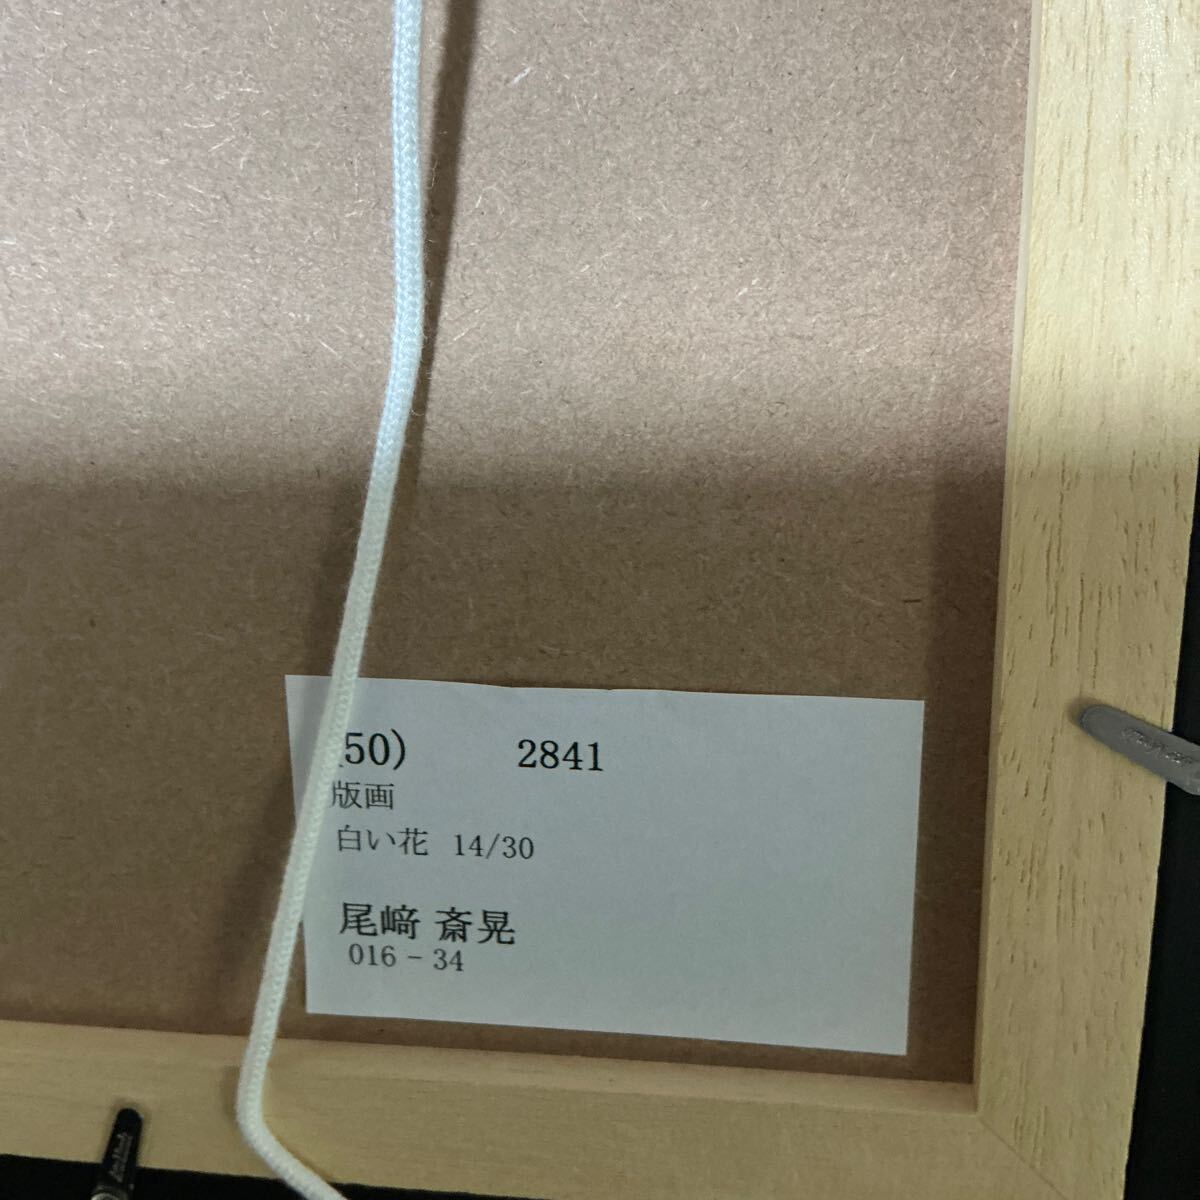 (50) 2841
版画
白い花 14/30
尾﨑 斎晃
016 - 34